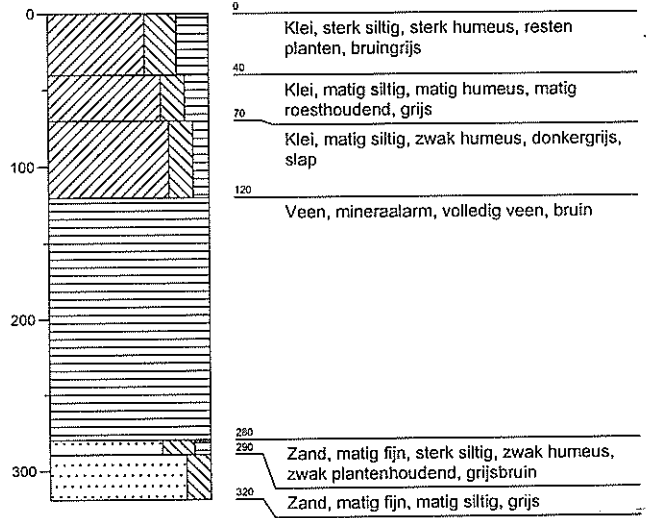 0
0
Klei, sterk siltig, sterk humeus, resten
planten, bruingrijs
40
Klei, matig siltig, matig humeus, matig
roesthoudend, grijs
70
Klei, matig siltig, zwak humeus, donkergrijs,
slap
100
120
Veen, mineraalarm, volledig veen, bruin
200
280
290
Zand, matig fijn, sterk siltig, zwak humeus,
zwak plantenhoudend, grijsbruin
300
320
Zand, matig fijn, matig siltig, grijs